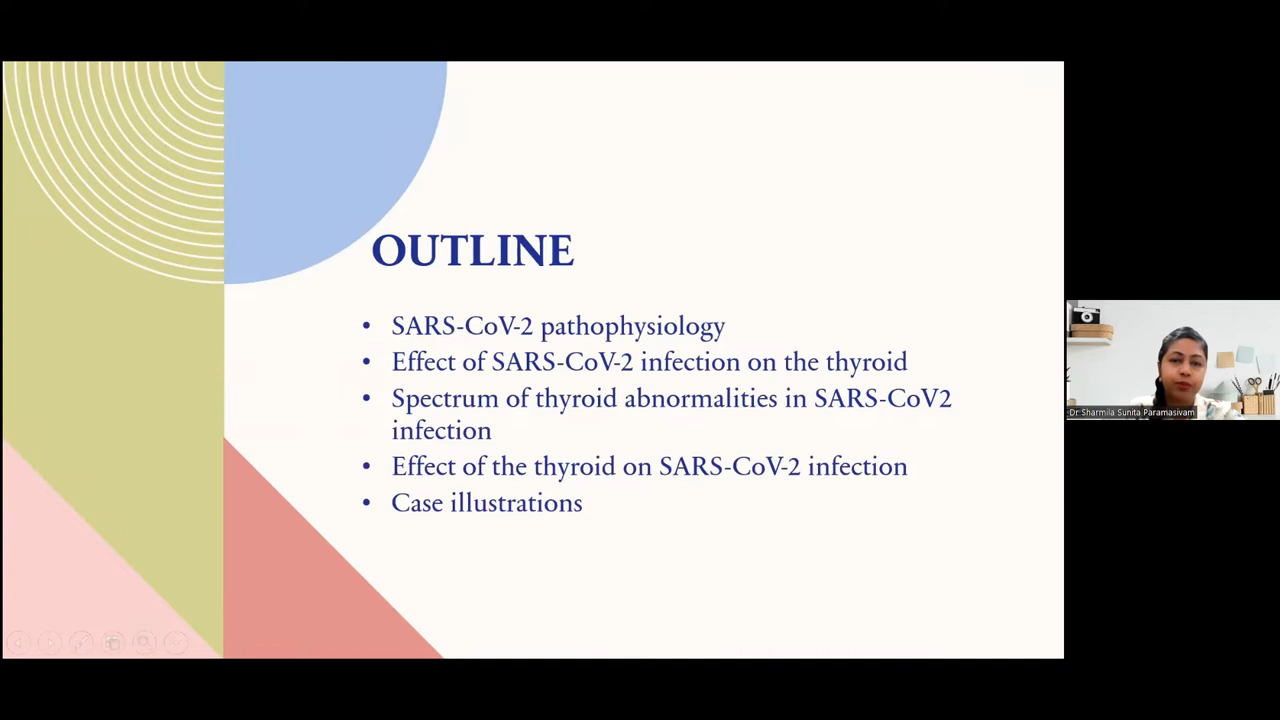 OUTLINE
• SARS-CoV-2 pathophysiology
• Effect of SARS-CoV-2 infection on the thyroid
• Spectrum of thyroid abnormalities in SARS-CoV2
infection
• Effect of the thyroid on SARS-CoV-2 infection
• Case illustrations
Dr Sharmila Sunita Paramasivam